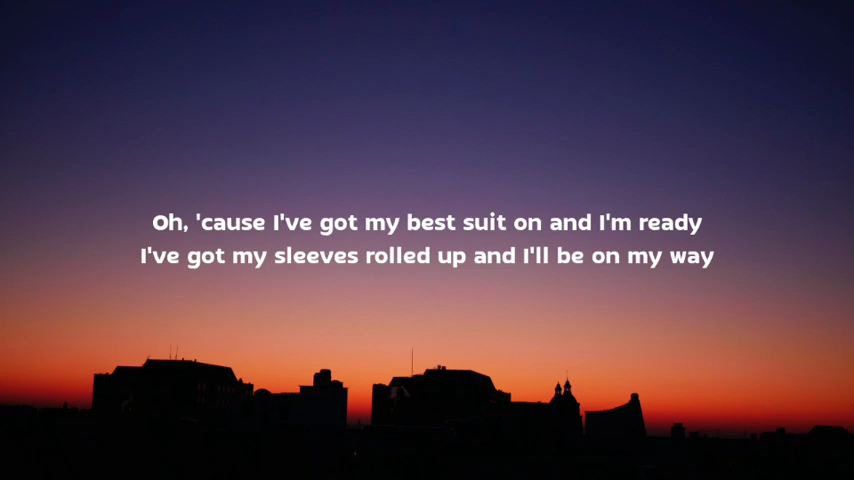 Oh, 'cause I've got my best suit on and I'm ready
I've got my sleeves rolled up and I'll be on my way